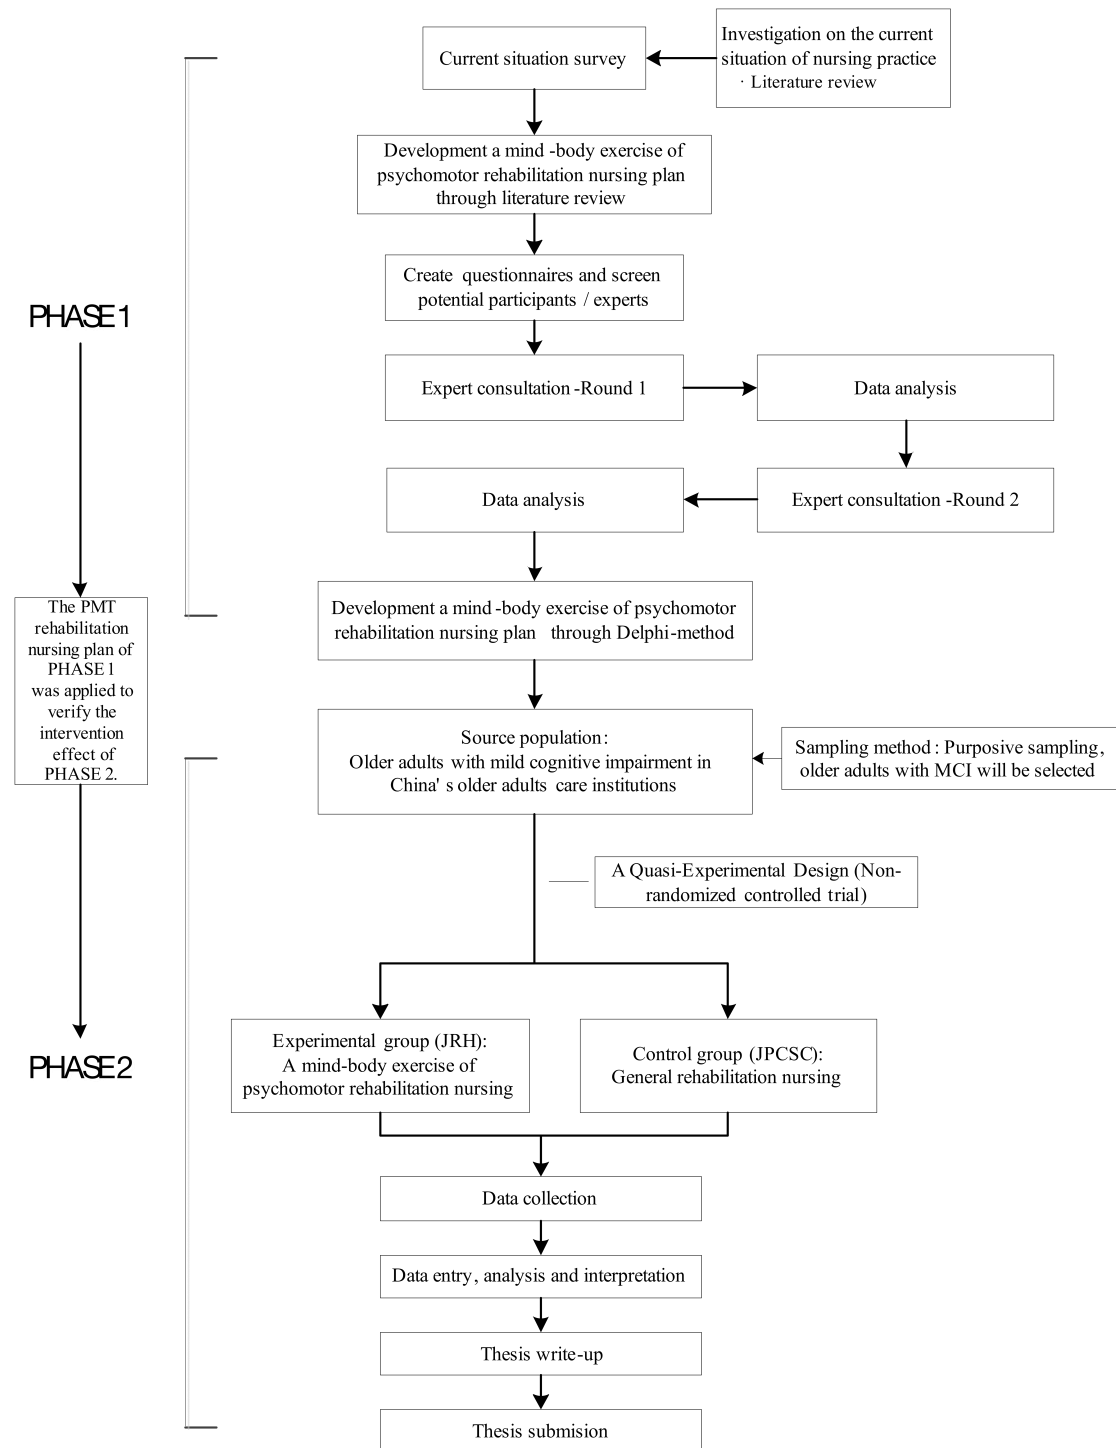 Current situation survey
Investigation on the current
situation of nursing practice
· Literature review
Development a mind -body exercise of
psychomotor rehabilitation nursing plan
through literature review
Create questionnaires and screen
potential participants / experts
PHASE 1
Expert consultation -Round 1
Data analysis
Data analysis
Expert consultation -Round 2
Development a mind -body exercise of psychomotor
rehabilitation nursing plan through Delphi-method
The PMT
rehabilitation
nursing plan of
PHASE 1
was applied to
verify the
intervention
effect of
PHASE 2.
Source population:
Older adults with mild cognitive impairment in
China' s older adults care institutions
Sampling method : Purposive sampling,
older adults with MCI will be selected
A Quasi-Experimental Design (Non-
randomized controlled trial)
PHASE 2
Experimental group (JRH):
A mind-body exercise of
psychomotor rehabilitation nursing
Control group (JPCSC):
General rehabilitation nursing
Data collection
Data entry, analysis and interpretation
Thesis write-up
Thesis submision